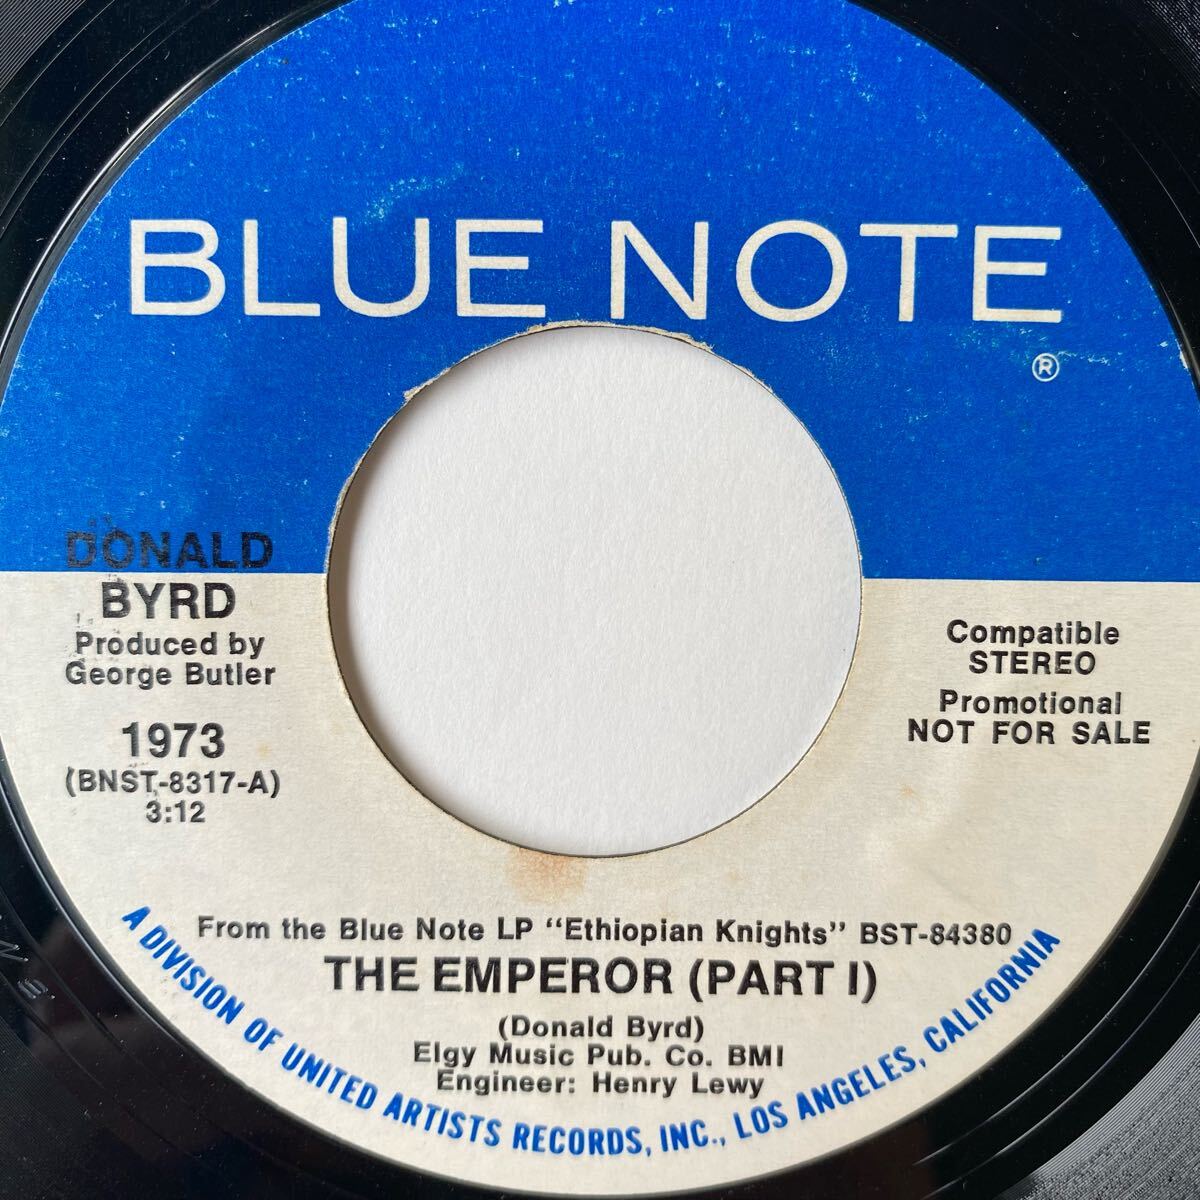 BLUE NOTE
®
DONALD
BYRD
Produced by
George Butler
1973
(BNST-8317-A)
3:12
Compatible
STEREO
Promotional
NOT FOR SALE
From the Blue Note LP "Ethiopian Knights" BST-84380
THE EMPEROR (PART I)
(Donald Byrd)
Elgy Music Pub. Co. BMI
Engineer: Henry Lewy
A DIVISION OF UNITED ARTISTS RECORDS, INC., LOS ANGELES, CALIFORNIA